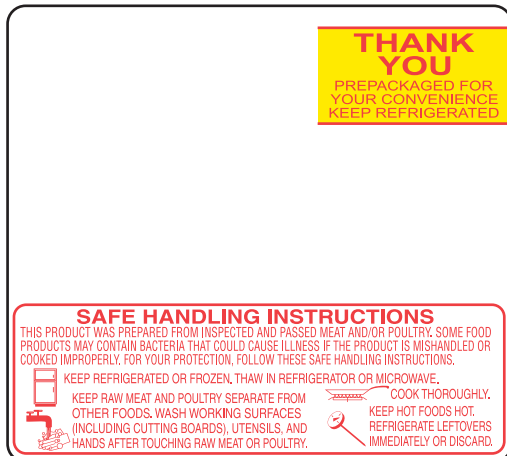 THANK
YOU
PREPACKAGED FOR
YOUR CONVENIENCE
KEEP REFRIGERATED
SAFE HANDLING INSTRUCTIONS
THIS PRODUCT WAS PREPARED FROM INSPECTED AND PASSED MEAT AND/OR POULTRY. SOME FOOD
PRODUCTS MAY CONTAIN BACTERIA THAT COULD CAUSE ILLNESS IF THE PRODUCT IS MISHANDLED OR
COOKED IMPROPERLY. FOR YOUR PROTECTION, FOLLOW THESE SAFE HANDLING INSTRUCTIONS.
KEEP REFRIGERATED OR FROZEN. THAW IN REFRIGERATOR OR MICROWAVE.
KEEP RAW MEAT AND POULTRY SEPARATE FROM
OTHER FOODS. WASH WORKING SURFACES
(INCLUDING CUTTING BOARDS), UTENSILS, AND
HANDS AFTER TOUCHING RAW MEAT OR POULTRY.
COOK THOROUGHLY.
KEEP HOT FOODS HOT.
REFRIGERATE LEFTOVERS
IMMEDIATELY OR DISCARD.